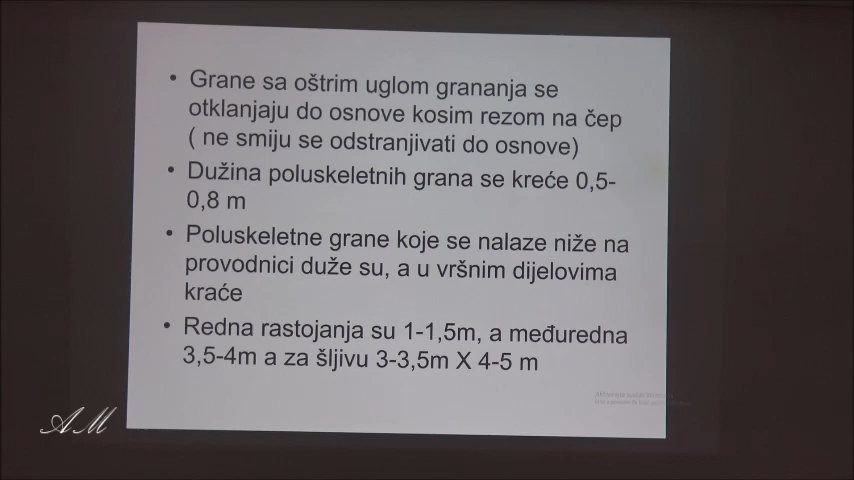 • Grane sa oštrim uglom grananja se
otklanjaju do osnove kosim rezom na čep
( ne smiju se odstranjivati do osnove)
• Dužina poluskeletnih grana se kreće 0,5-
0,8 m
• Poluskeletne grane koje se nalaze niže na
provodnici duže su, a u vršnim dijelovima
kraće
• Redna rastojanja su 1-1,5m, a međuredna
3,5-4m a za šljivu 3-3,5m X 4-5 m
AM